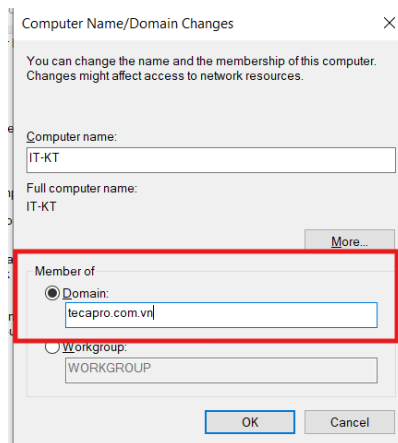 Computer Name/Domain Changes
You can change the name and the membership of this computer.
Changes might affect access to network resources.
Computer name:
IT-KT
Full computer name:
IT-KT
More...
Member of
Domain:
tecapro.com.vn
Workgroup:
WORKGROUP
OK
Cancel